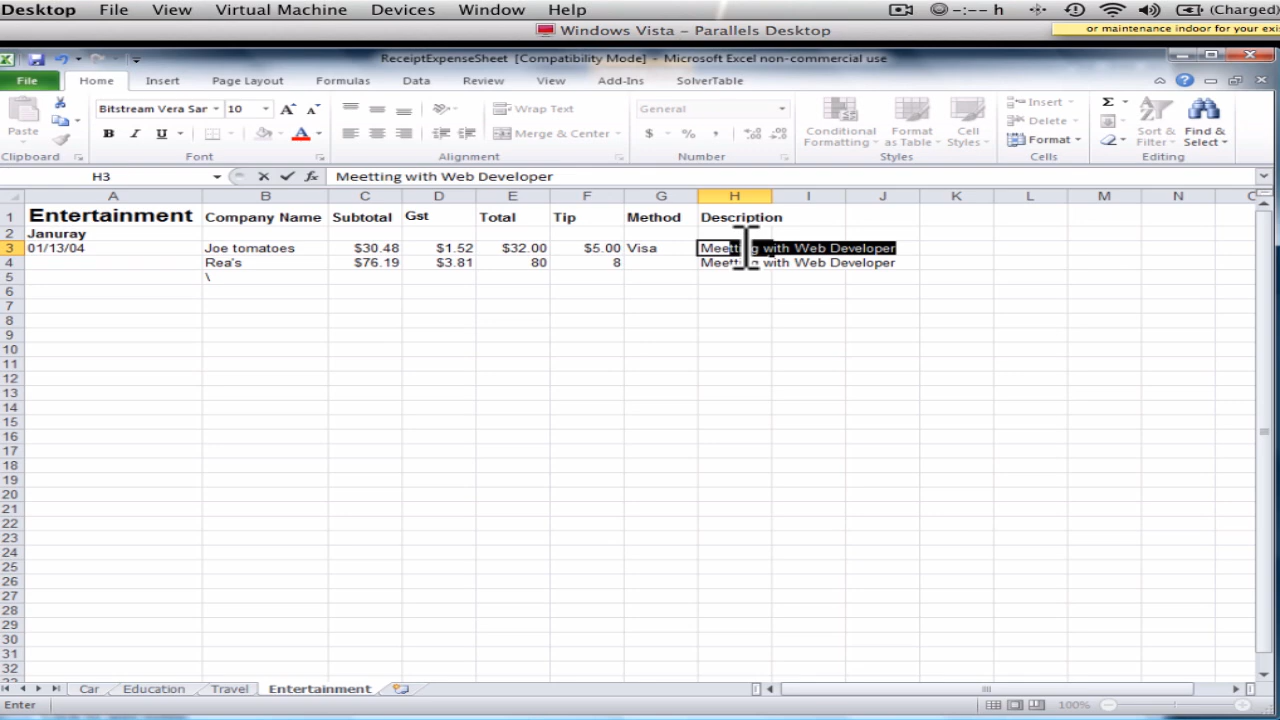 Desktop File View Virtual Machine Devices Window Help -:-- h (Charged)
Windows Vista – Parallels Desktop or maintenance indoor for your exis
ReceiptExpenseSheet [Compatibility Mode] - Microsoft Excel non-commercial use
File Home Insert Page Layout Formulas Data Review View Add-Ins SolverTable
Bitstream Vera Sar 10 A A Wrap Text General Insert Σ
Paste B I U A Merge & Center $ % , Conditional Formatting Format as Table Cell Styles Delete Format Sort & Filter Find & Select
Clipboard Font Alignment Number Styles Cells Editing
H3 fx Meetting with Web Developer
A B C D E F G H I J K L M N
1 Entertainment Company Name Subtotal Gst Total Tip Method Description
2 Januray
3 01/13/04 Joe tomatoes $30.48 $1.52 $32.00 $5.00 Visa Meetting with Web Developer
4 Rea's $76.19 $3.81 80 8 Meetting with Web Developer
5 \
6
7
8
9
10
11
12
13
14
15
16
17
18
19
20
21
22
23
24
25
26
27
28
29
30
31
32
Car Education Travel Entertainment
Enter 100%